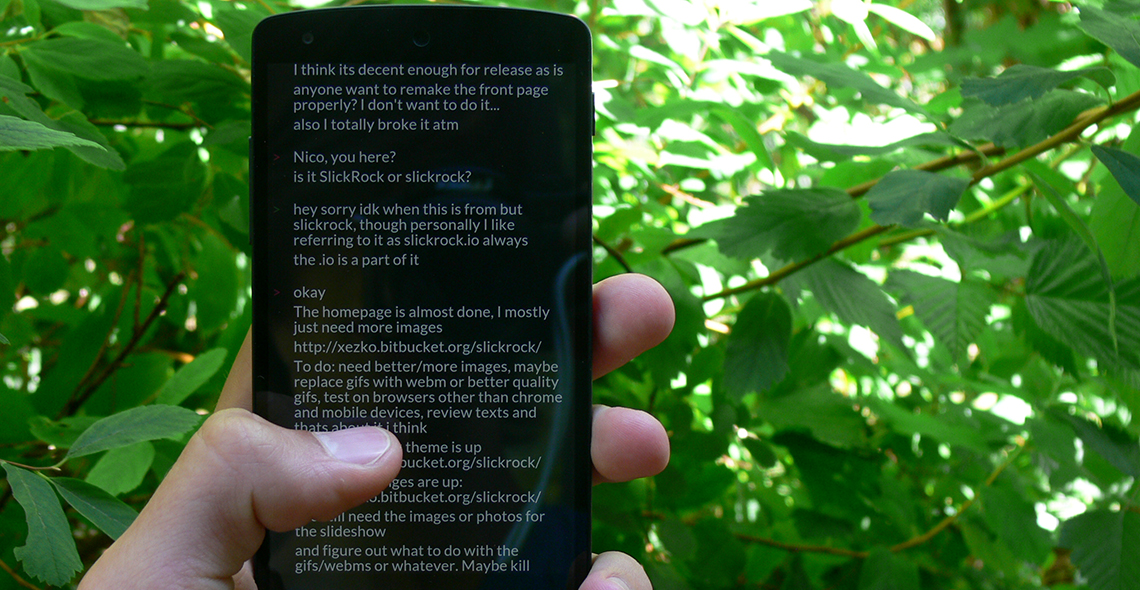 I think its decent enough for release as is
anyone want to remake the front page
properly? I don't want to do it...
also I totally broke it atm
> Nico, you here?
is it SlickRock or slickrock?
> hey sorry idk when this is from but
slickrock, though personally I like
referring to it as slickrock.io always
the .io is a part of it
> okay
The homepage is almost done, I mostly
just need more images
http://xezko.bitbucket.org/slickrock/
To do: need better/more images, maybe
replace gifs with webm or better quality
gifs, test on browsers other than chrome
and mobile devices, review texts and
thats about it i think
theme is up
bucket.org/slickrock/
are up:
.bitbucket.org/slickrock/
need the images or photos for
the slideshow
and figure out what to do with the
gifs/webms or whatever. Maybe kill